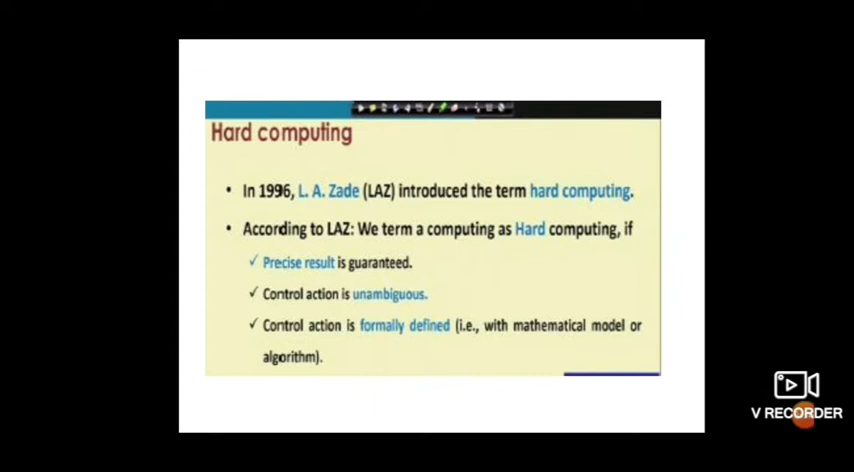 Hard computing
• In 1996, L. A. Zade (LAZ) introduced the term hard computing.
• According to LAZ: We term a computing as Hard computing, if
✓ Precise result is guaranteed.
✓ Control action is unambiguous.
✓ Control action is formally defined (i.e., with mathematical model or
algorithm).
V RECORDER